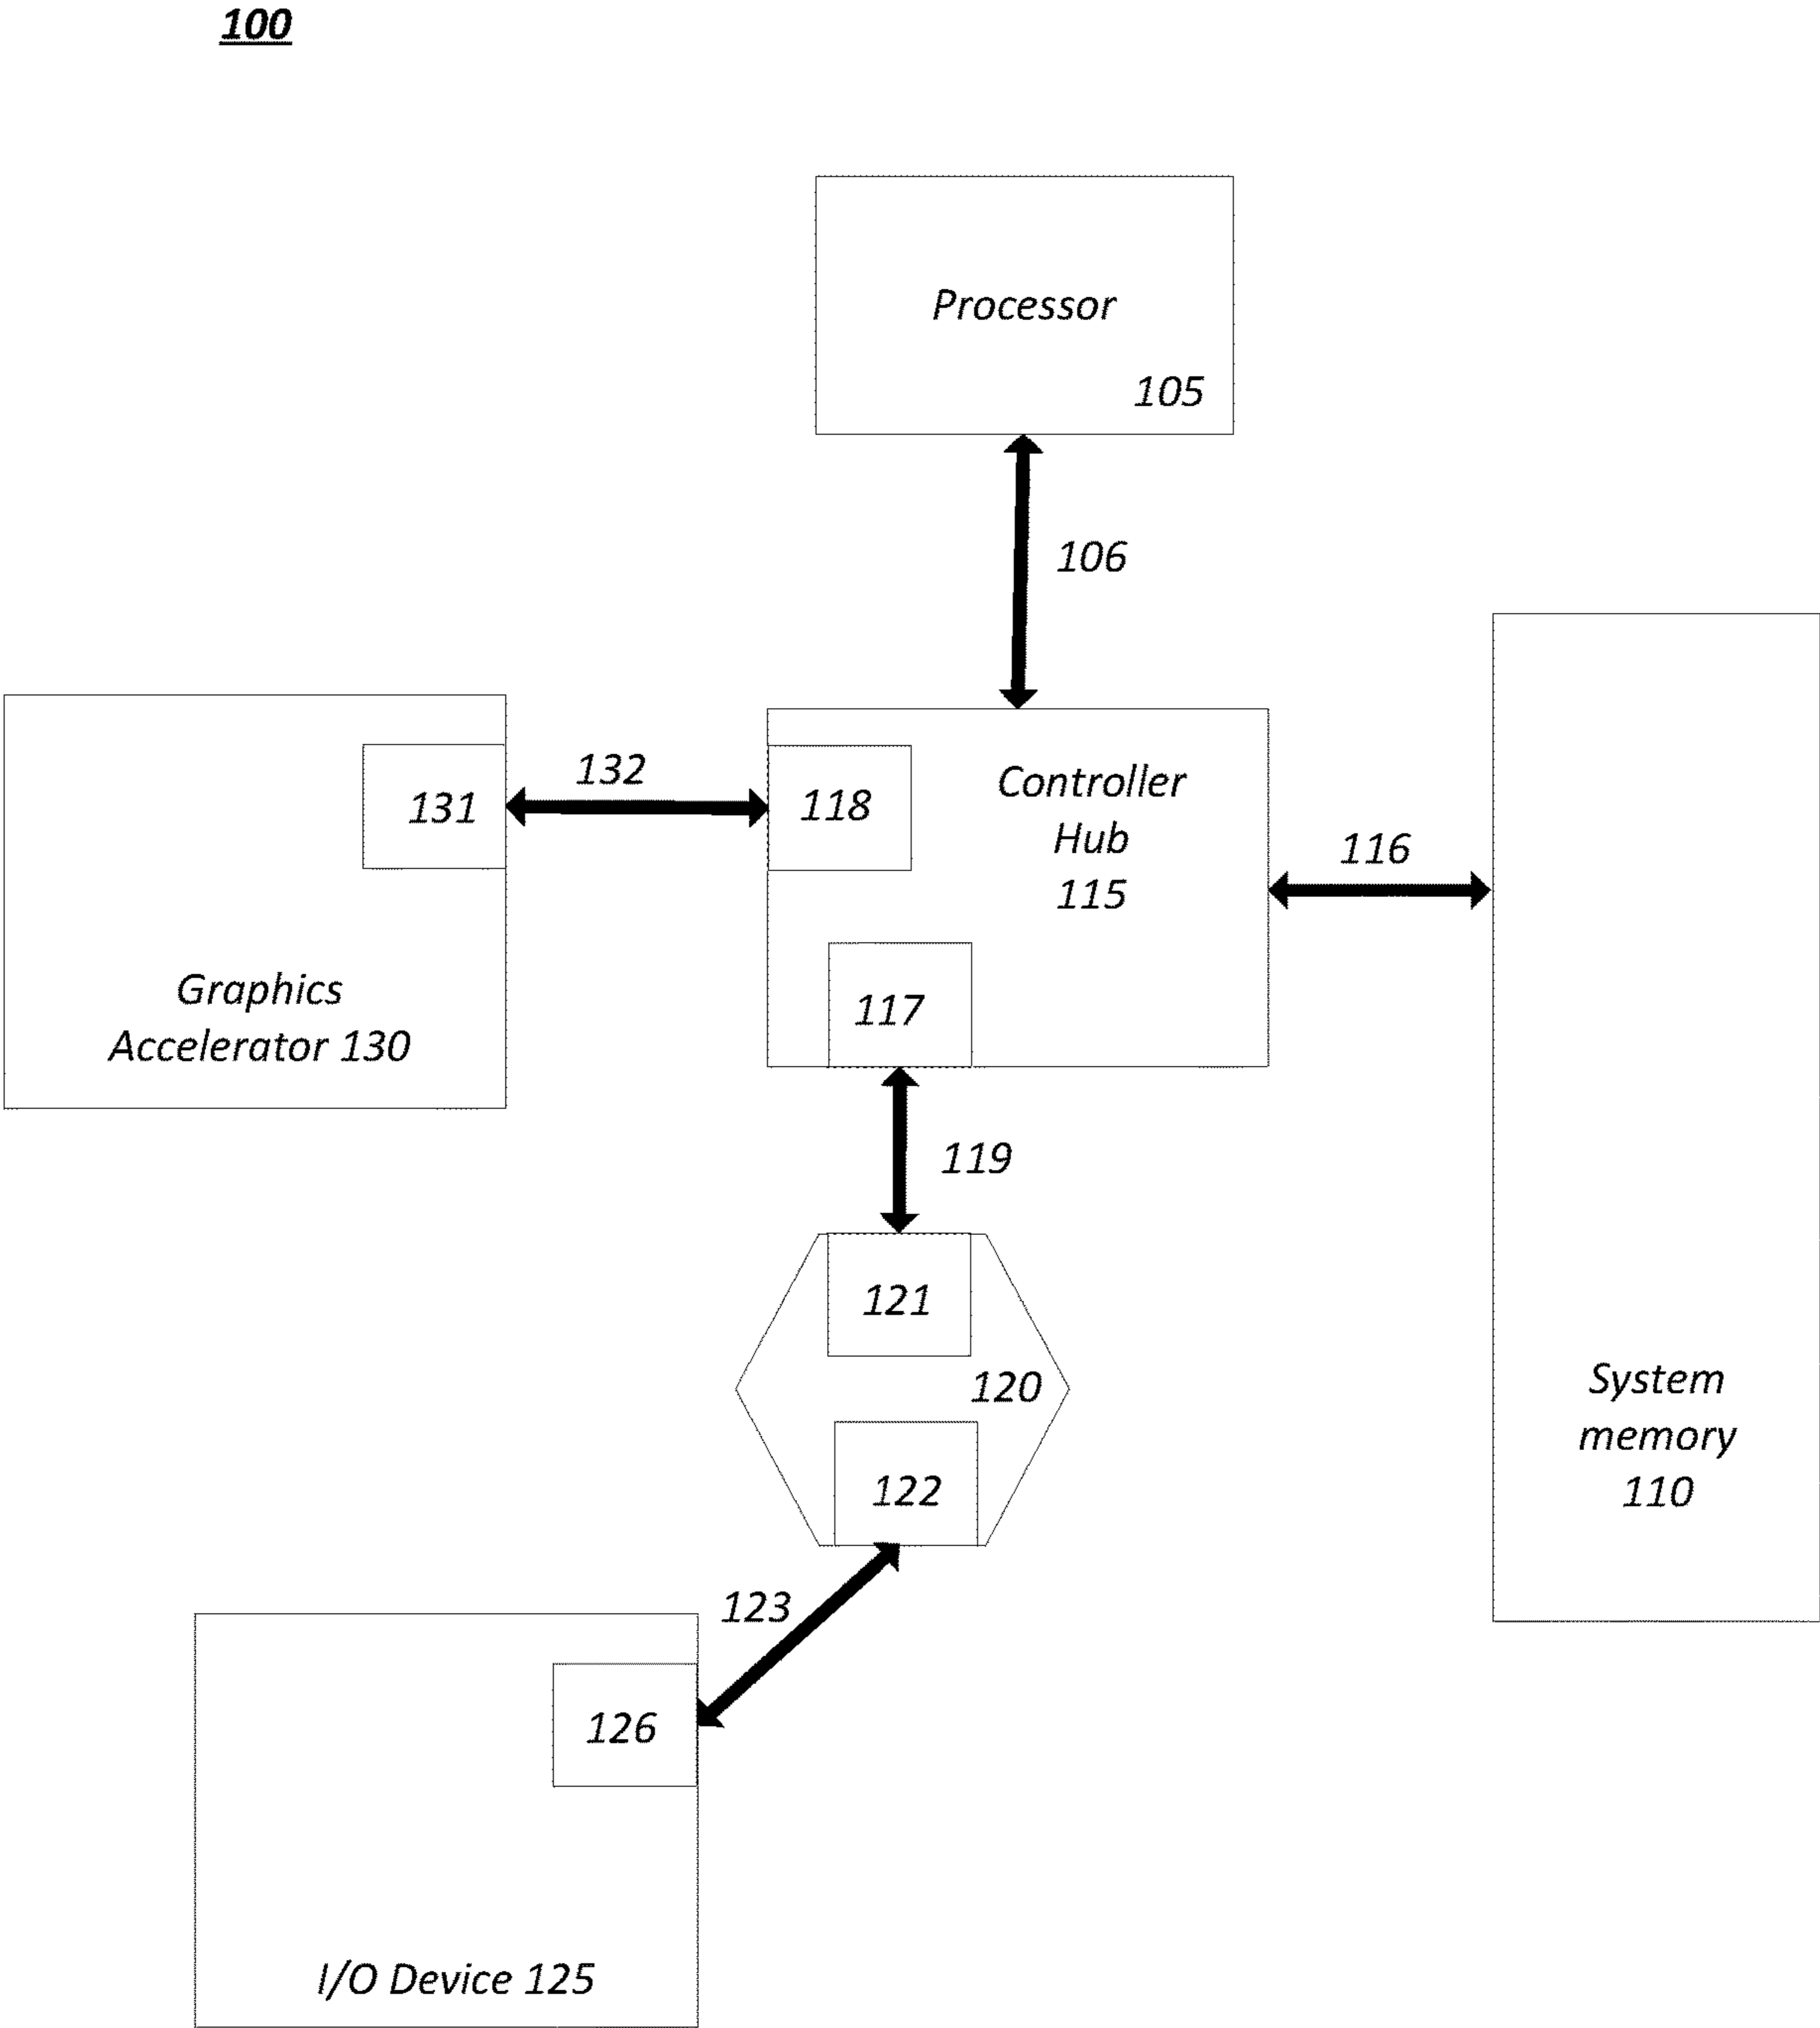 100
Processor
105
106
132
131
118
Controller
Hub
115
116
Graphics
Accelerator 130
117
119
121
120
122
System
memory
110
123
126
I/O Device 125